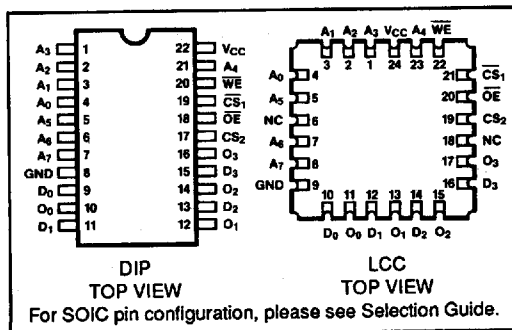 A3 1 22 VCC
A2 2 21 A4
A1 3 20 WE
A0 4 19 CS1
A5 5 18 OE
A6 6 17 CS2
A7 7 16 O3
GND 8 15 D3
D0 9 14 O2
O0 10 13 D2
D1 11 12 O1
DIP
TOP VIEW
A1 A2 A3 VCC A4 WE
3 2 1 24 23 22
A0 4 21 CS1
A5 5 20 OE
NC 6 19 CS2
A6 7 18 NC
A7 8 17 O3
GND 9 16 D3
10 11 12 13 14 15
D0 O0 D1 O1 D2 O2
LCC
TOP VIEW
For SOIC pin configuration, please see Selection Guide.